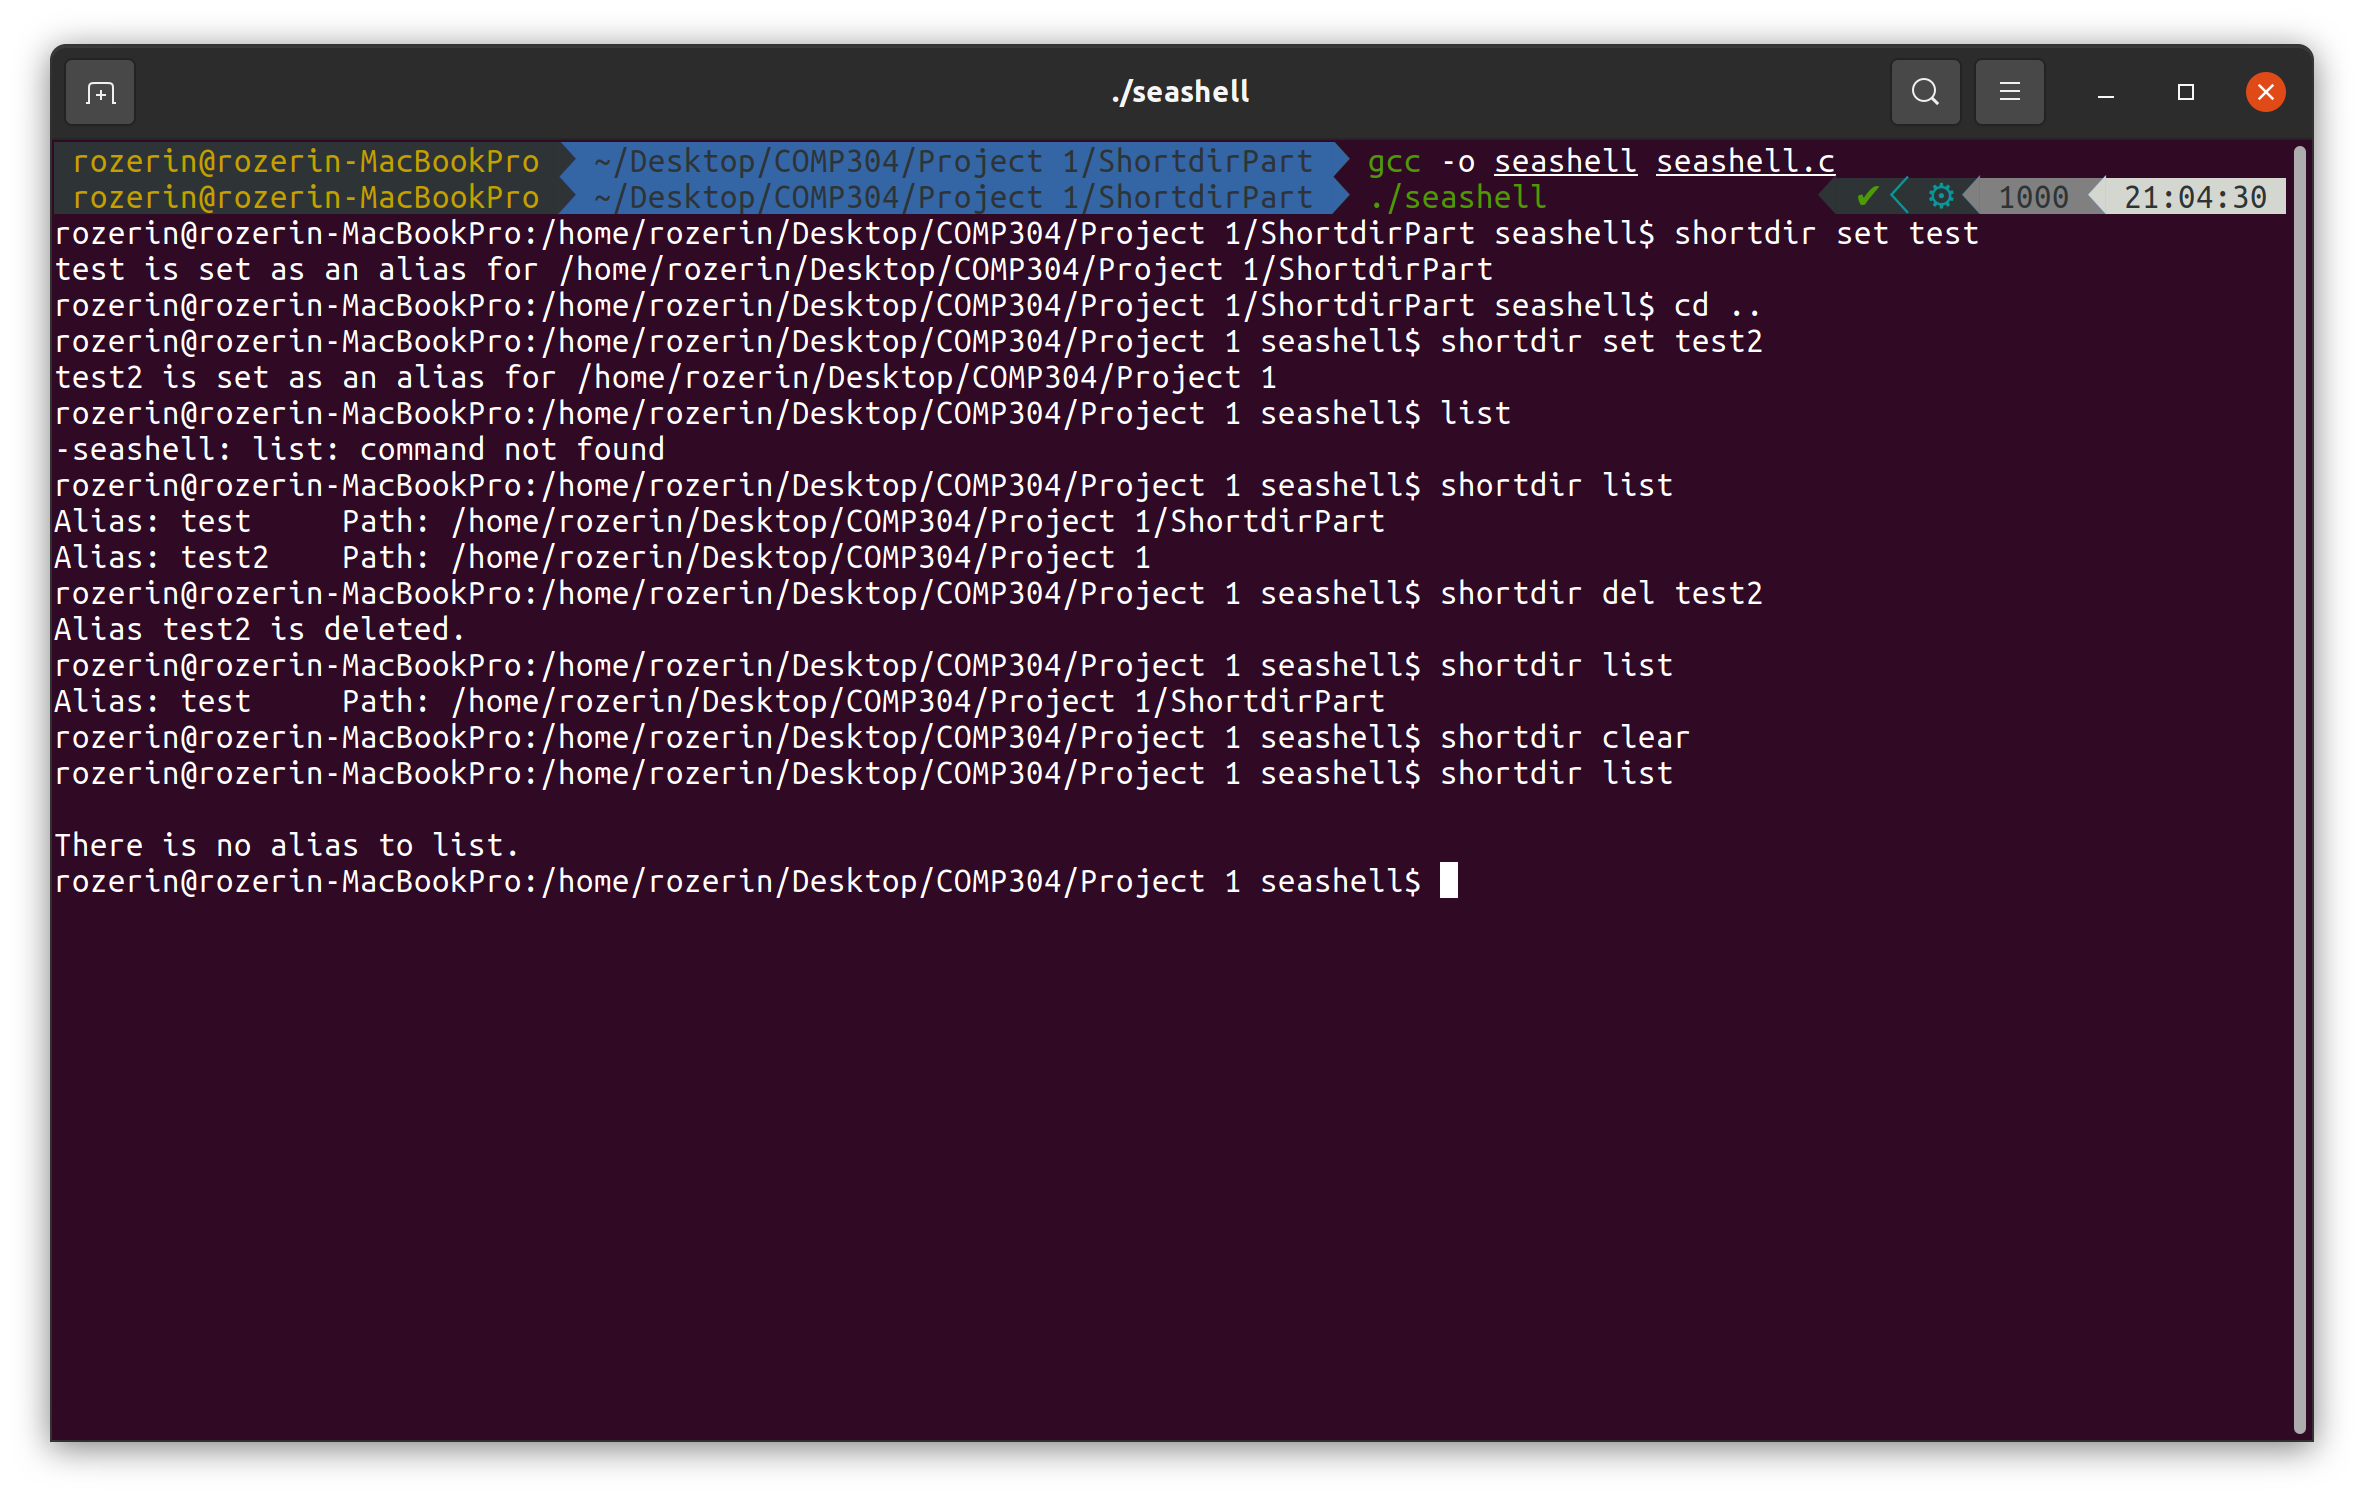 ./seashell
rozerin@rozerin-MacBookPro ~/Desktop/COMP304/Project 1/ShortdirPart gcc -o seashell seashell.c
rozerin@rozerin-MacBookPro ~/Desktop/COMP304/Project 1/ShortdirPart ./seashell ✔ 1000 21:04:30
rozerin@rozerin-MacBookPro:/home/rozerin/Desktop/COMP304/Project 1/ShortdirPart seashell$ shortdir set test
test is set as an alias for /home/rozerin/Desktop/COMP304/Project 1/ShortdirPart
rozerin@rozerin-MacBookPro:/home/rozerin/Desktop/COMP304/Project 1/ShortdirPart seashell$ cd ..
rozerin@rozerin-MacBookPro:/home/rozerin/Desktop/COMP304/Project 1 seashell$ shortdir set test2
test2 is set as an alias for /home/rozerin/Desktop/COMP304/Project 1
rozerin@rozerin-MacBookPro:/home/rozerin/Desktop/COMP304/Project 1 seashell$ list
-seashell: list: command not found
rozerin@rozerin-MacBookPro:/home/rozerin/Desktop/COMP304/Project 1 seashell$ shortdir list
Alias: test     Path: /home/rozerin/Desktop/COMP304/Project 1/ShortdirPart
Alias: test2    Path: /home/rozerin/Desktop/COMP304/Project 1
rozerin@rozerin-MacBookPro:/home/rozerin/Desktop/COMP304/Project 1 seashell$ shortdir del test2
Alias test2 is deleted.
rozerin@rozerin-MacBookPro:/home/rozerin/Desktop/COMP304/Project 1 seashell$ shortdir list
Alias: test     Path: /home/rozerin/Desktop/COMP304/Project 1/ShortdirPart
rozerin@rozerin-MacBookPro:/home/rozerin/Desktop/COMP304/Project 1 seashell$ shortdir clear
rozerin@rozerin-MacBookPro:/home/rozerin/Desktop/COMP304/Project 1 seashell$ shortdir list
There is no alias to list.
rozerin@rozerin-MacBookPro:/home/rozerin/Desktop/COMP304/Project 1 seashell$